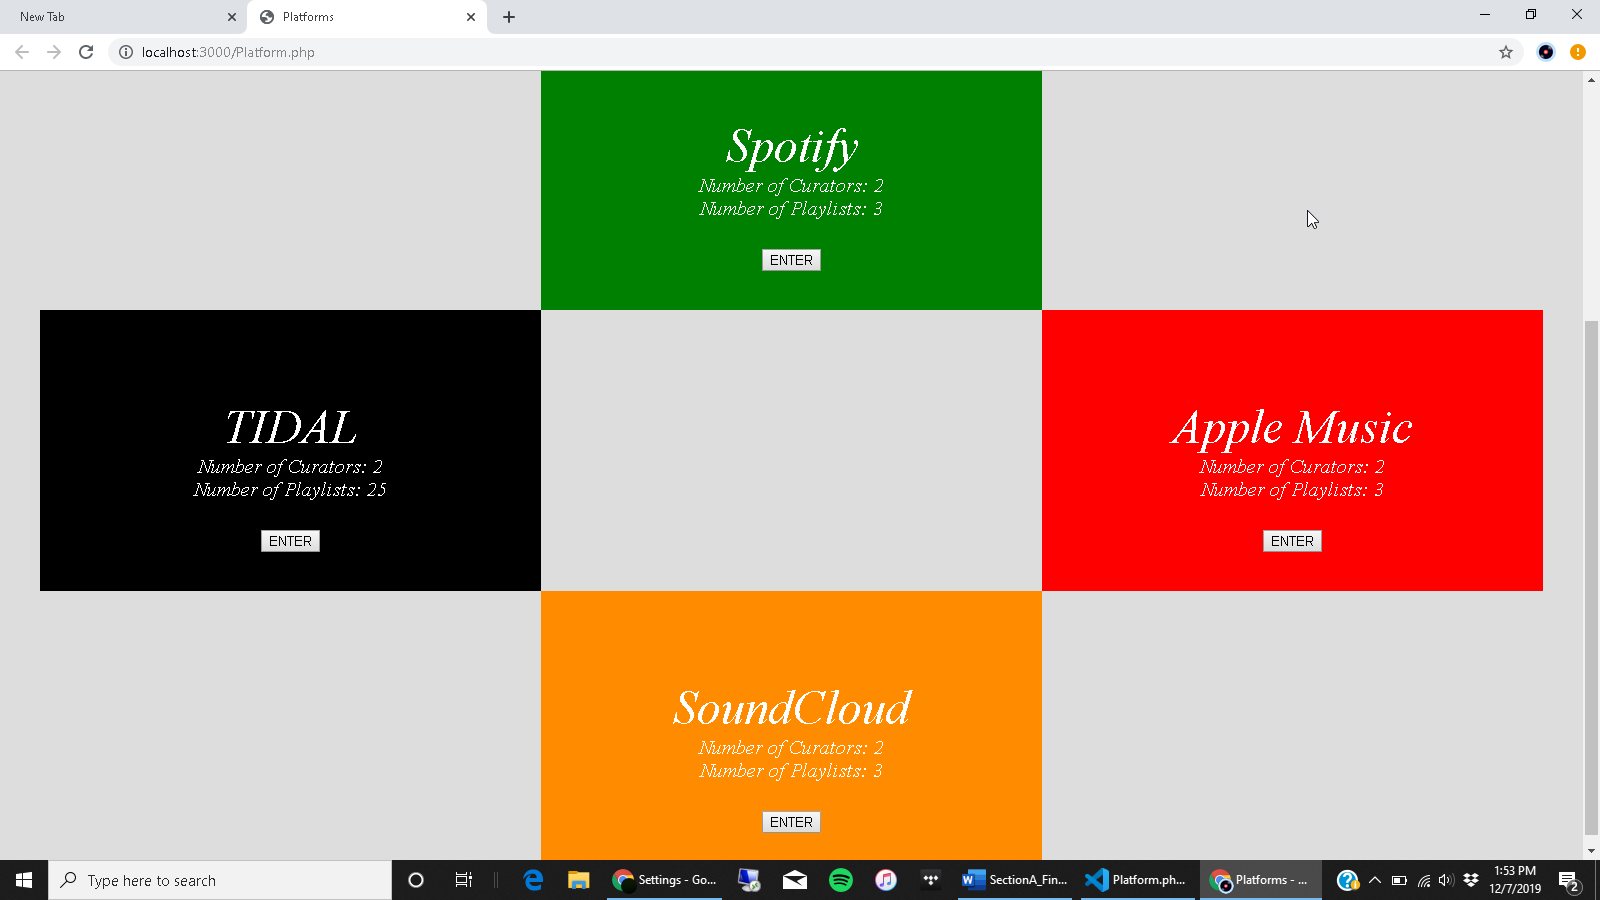 New Tab
Platforms
localhost:3000/Platform.php
Spotify
Number of Curators: 2
Number of Playlists: 3
ENTER
TIDAL
Number of Curators: 2
Number of Playlists: 25
ENTER
Apple Music
Number of Curators: 2
Number of Playlists: 3
ENTER
SoundCloud
Number of Curators: 2
Number of Playlists: 3
ENTER
Type here to search
Settings - Go...
SectionA_Fin...
Platform.ph...
Platforms - ...
1:53 PM
12/7/2019
2